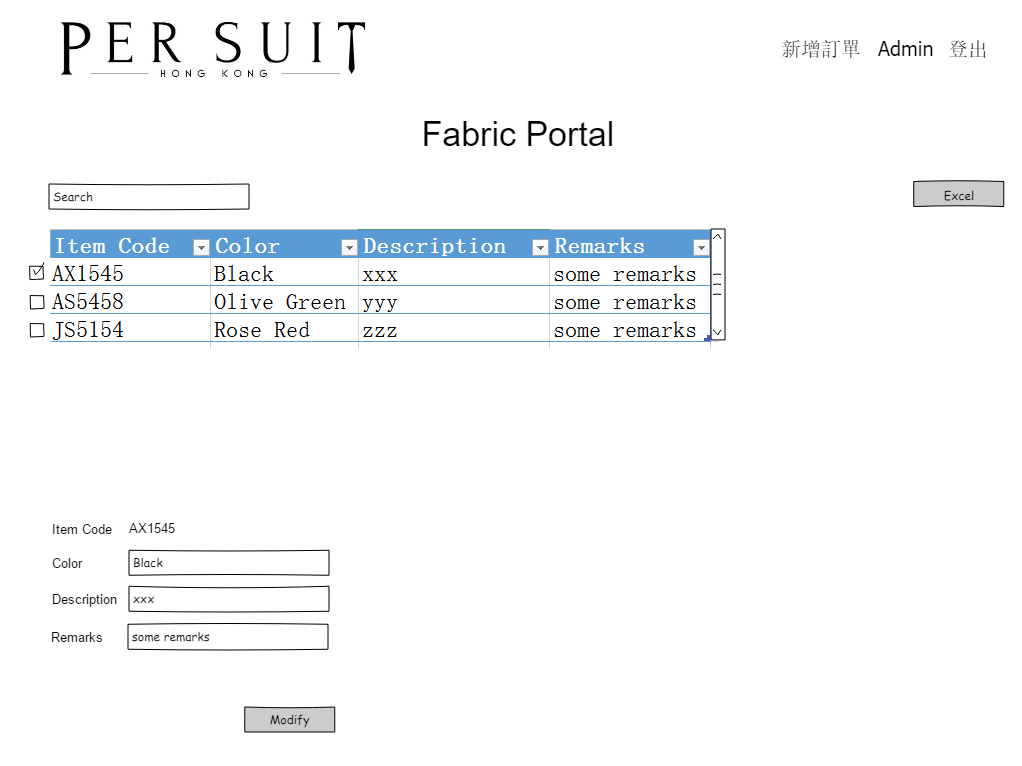 PER SUIT
HONG KONG
新增訂單 Admin 登出
Fabric Portal
Search
Excel
Item Code Color Description Remarks
AX1545 Black xxx some remarks
AS5458 Olive Green yyy some remarks
JS5154 Rose Red zzz some remarks
Item Code AX1545
Color Black
Description xxx
Remarks some remarks
Modify